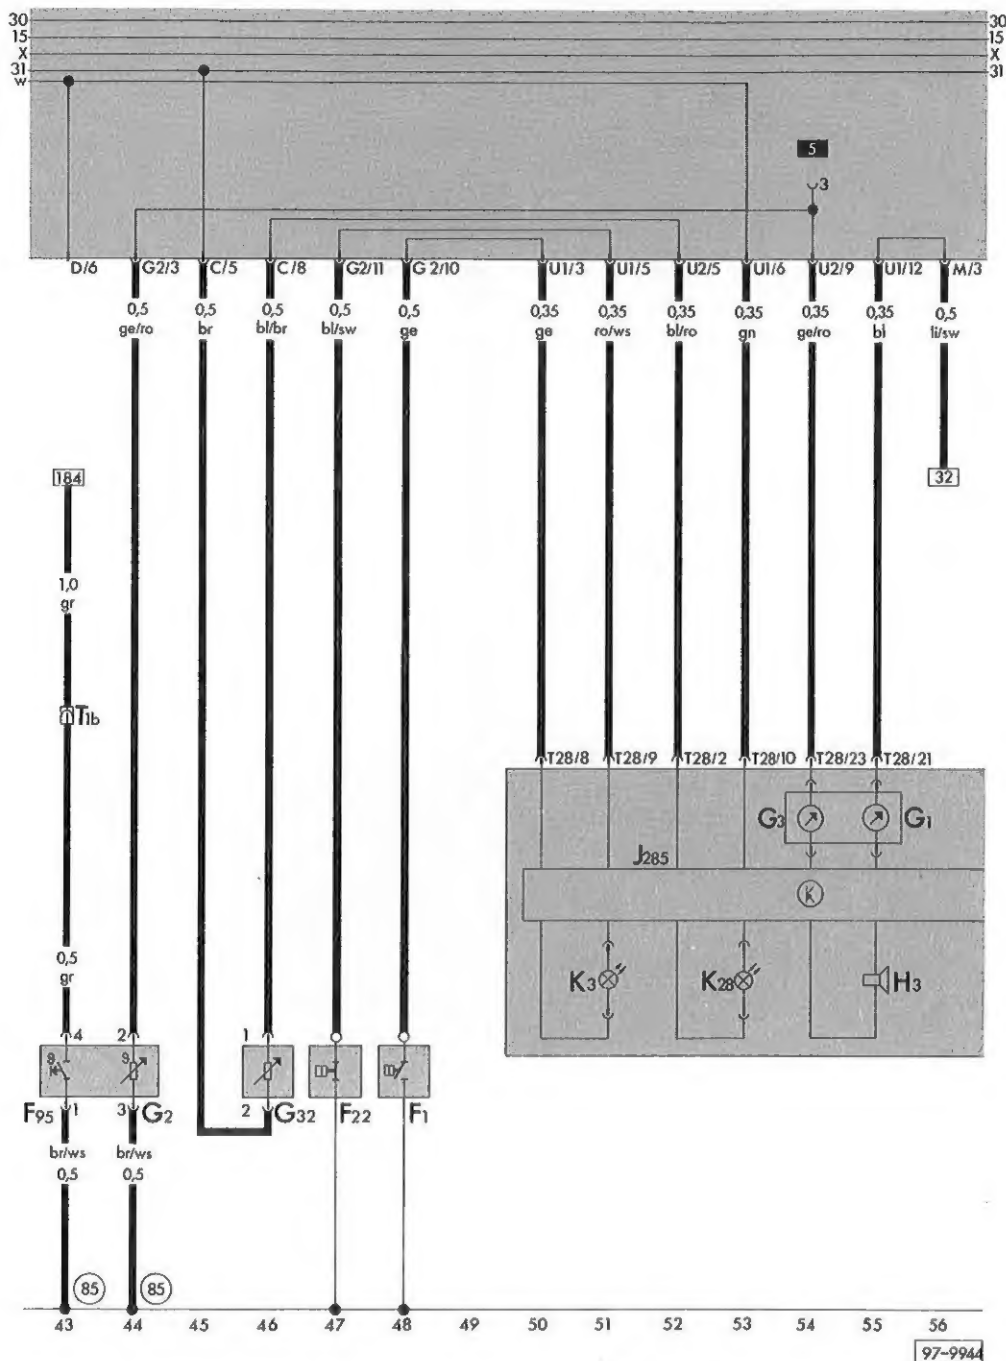 30 30
15 15
X X
31 31
w
5
3
D/6 G2/3 C/5 C/8 G2/11 G2/10 U1/3 U1/5 U2/5 U1/6 U2/9 U1/12 M/3
0,5 0,5 0,5 0,5 0,5 0,35 0,35 0,35 0,35 0,35 0,35 0,5
ge/ro br bl/br bl/sw ge ge ro/ws bl/ro gn ge/ro bl li/sw
184 32
1,0
gr
T1b
T28/8 T28/9 T28/2 T28/10 T28/23 T28/21
G3 G1
J285
K
0,5
gr
K3 K28 H3
4 2 1
F95 1 3 G2 2 G32 F22 F1
br/ws br/ws
0,5 0,5
85 85
43 44 45 46 47 48 49 50 51 52 53 54 55 56
97-9944